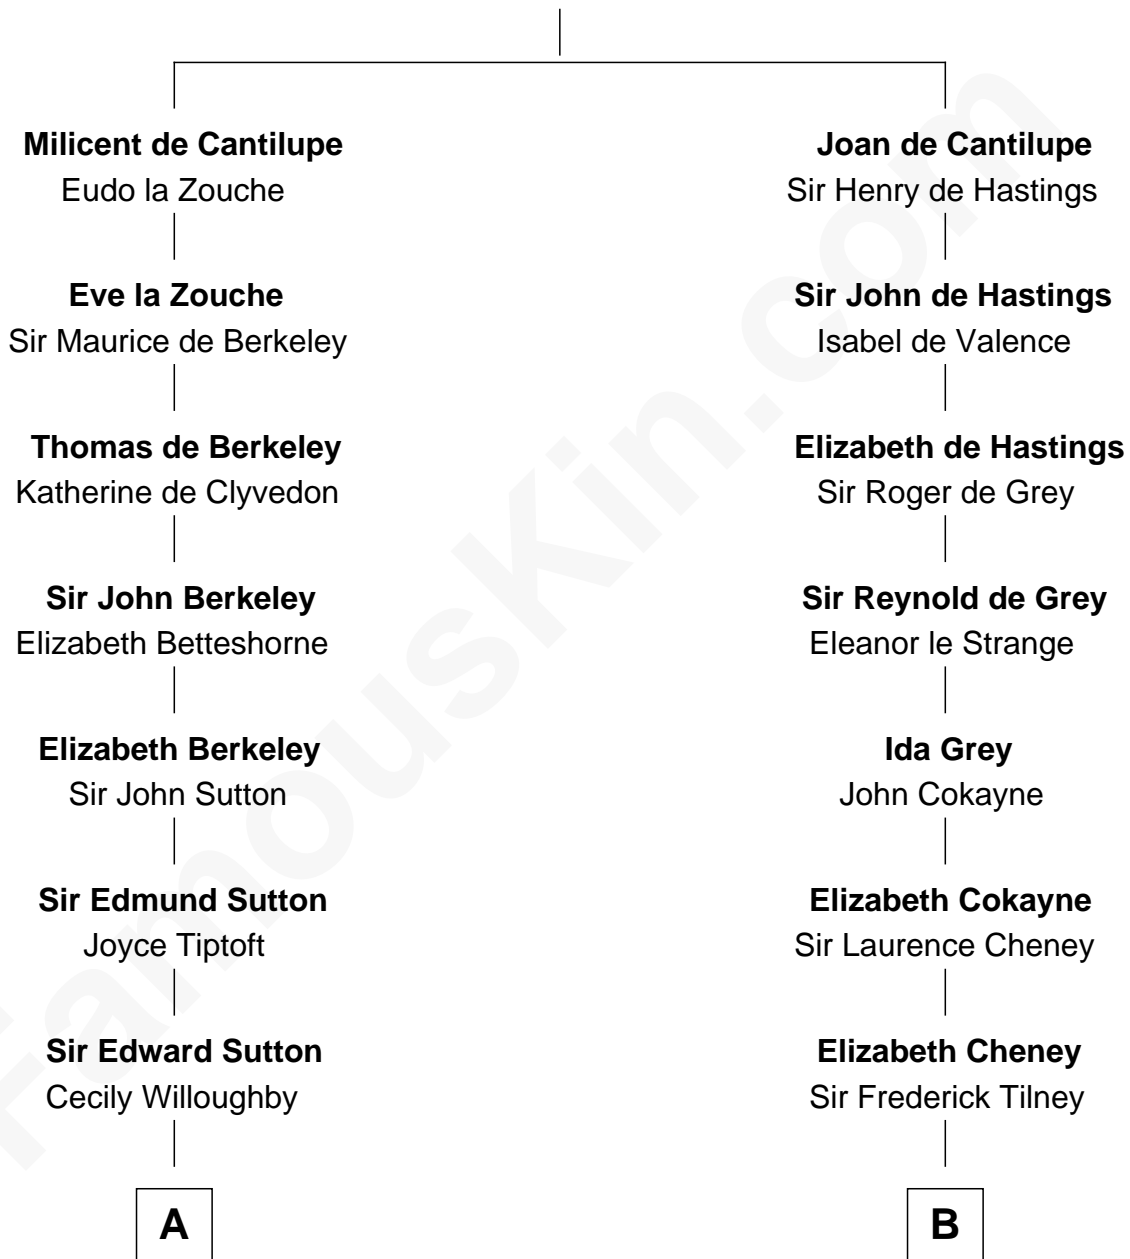 Milicent de Cantilupe
Eudo la Zouche
Eve la Zouche
Sir Maurice de Berkeley
Thomas de Berkeley
Katherine de Clyvedon
Sir John Berkeley
Elizabeth Betteshorne
Elizabeth Berkeley
Sir John Sutton
Sir Edmund Sutton
Joyce Tiptoft
Sir Edward Sutton
Cecily Willoughby
A
Joan de Cantilupe
Sir Henry de Hastings
Sir John de Hastings
Isabel de Valence
Elizabeth de Hastings
Sir Roger de Grey
Sir Reynold de Grey
Eleanor le Strange
Ida Grey
John Cokayne
Elizabeth Cokayne
Sir Laurence Cheney
Elizabeth Cheney
Sir Frederick Tilney
B
FamousKin.com